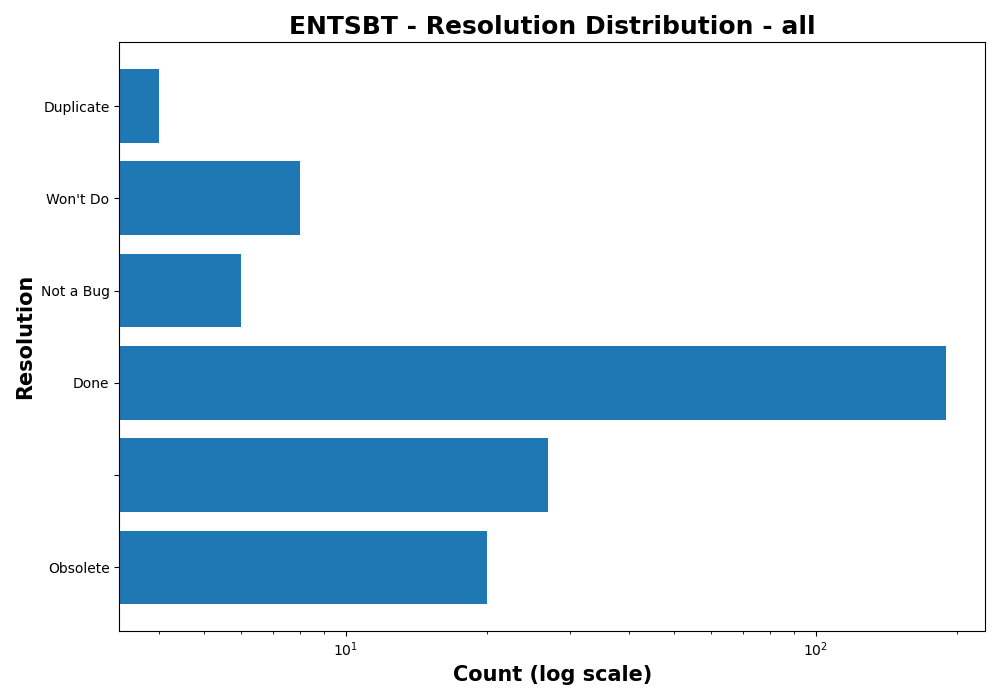 ENTSBT - Resolution Distribution - all
Duplicate
Won't Do
Not a Bug
Done
Obsolete
Resolution
10¹
10²
Count (log scale)